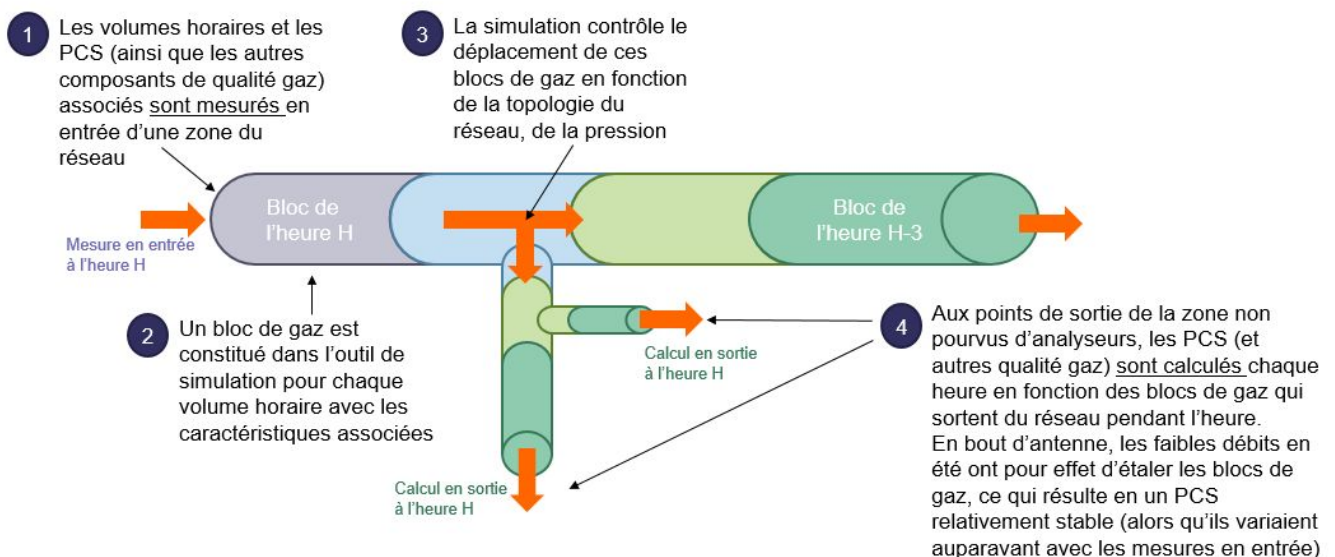 1
Les volumes horaires et les
PCS (ainsi que les autres
composants de qualité gaz)
associés sont mesurés en
entrée d'une zone du
réseau
3
La simulation contrôle le
déplacement de ces
blocs de gaz en fonction
de la topologie du
réseau, de la pression
Mesure en entrée
à l'heure H
Bloc de
l'heure H
Bloc de
l'heure H-3
2
Un bloc de gaz est
constitué dans l'outil de
simulation pour chaque
volume horaire avec les
caractéristiques associées
Calcul en sortie
à l'heure H
Calcul en sortie
à l'heure H
4
Aux points de sortie de la zone non
pourvus d'analyseurs, les PCS (et
autres qualité gaz) sont calculés chaque
heure en fonction des blocs de gaz qui
sortent du réseau pendant l'heure.
En bout d'antenne, les faibles débits en
été ont pour effet d'étaler les blocs de
gaz, ce qui résulte en un PCS
relativement stable (alors qu'ils variaient
auparavant avec les mesures en entrée)